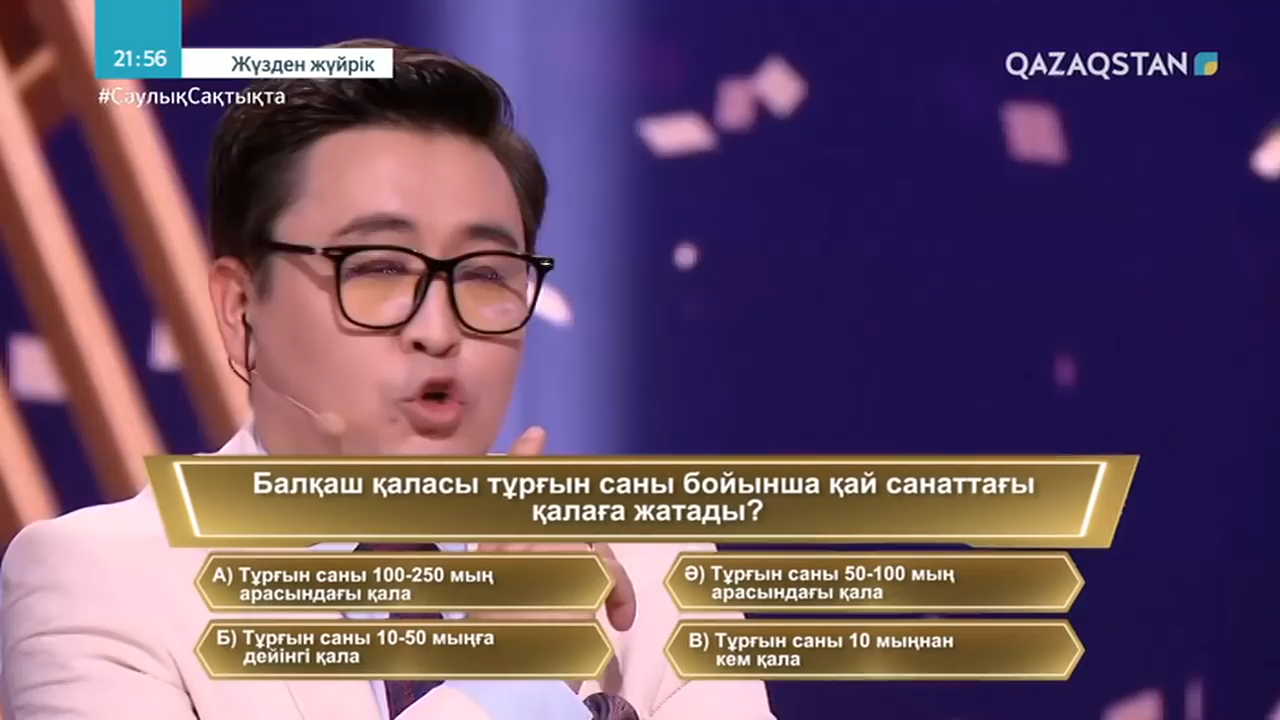 21:56
Жүзден жүйрік
#СаулықСақтықта
QAZAQSTAN
Балқаш қаласы тұрғын саны бойынша қай санаттағы
қалаға жатады?
А) Тұрғын саны 100-250 мың
арасындағы қала
Ә) Тұрғын саны 50-100 мың
арасындағы қала
Б) Тұрғын саны 10-50 мыңға
дейінгі қала
В) Тұрғын саны 10 мыңнан
кем қала